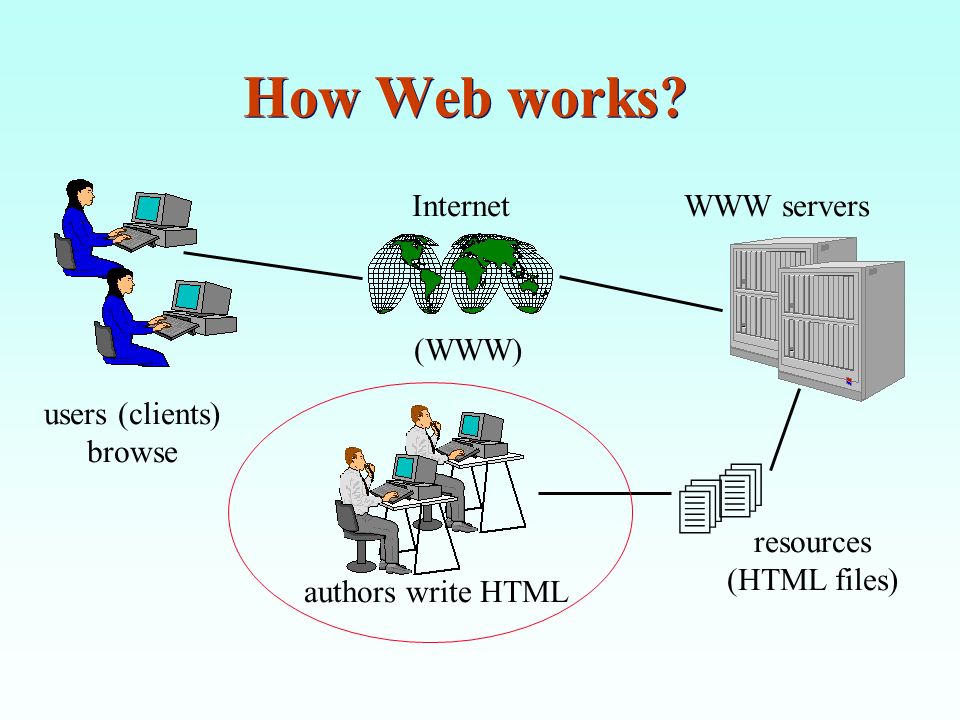 How Web works?
Internet
WWW servers
(WWW)
users (clients)
browse
authors write HTML
resources
(HTML files)